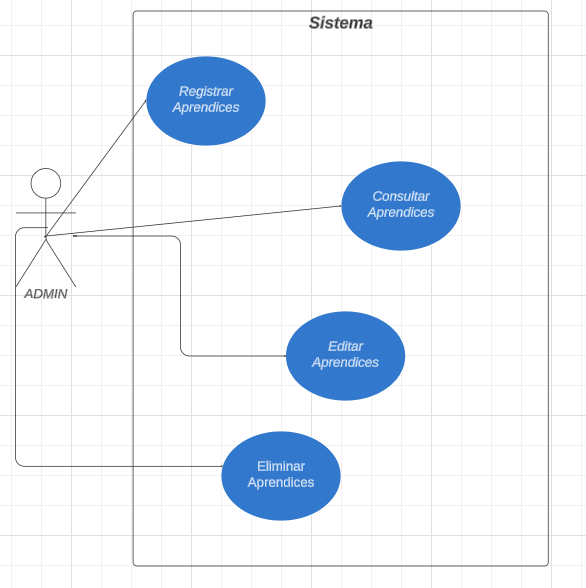 Sistema
Registrar
Aprendices
Consultar
Aprendices
ADMIN
Editar
Aprendices
Eliminar
Aprendices